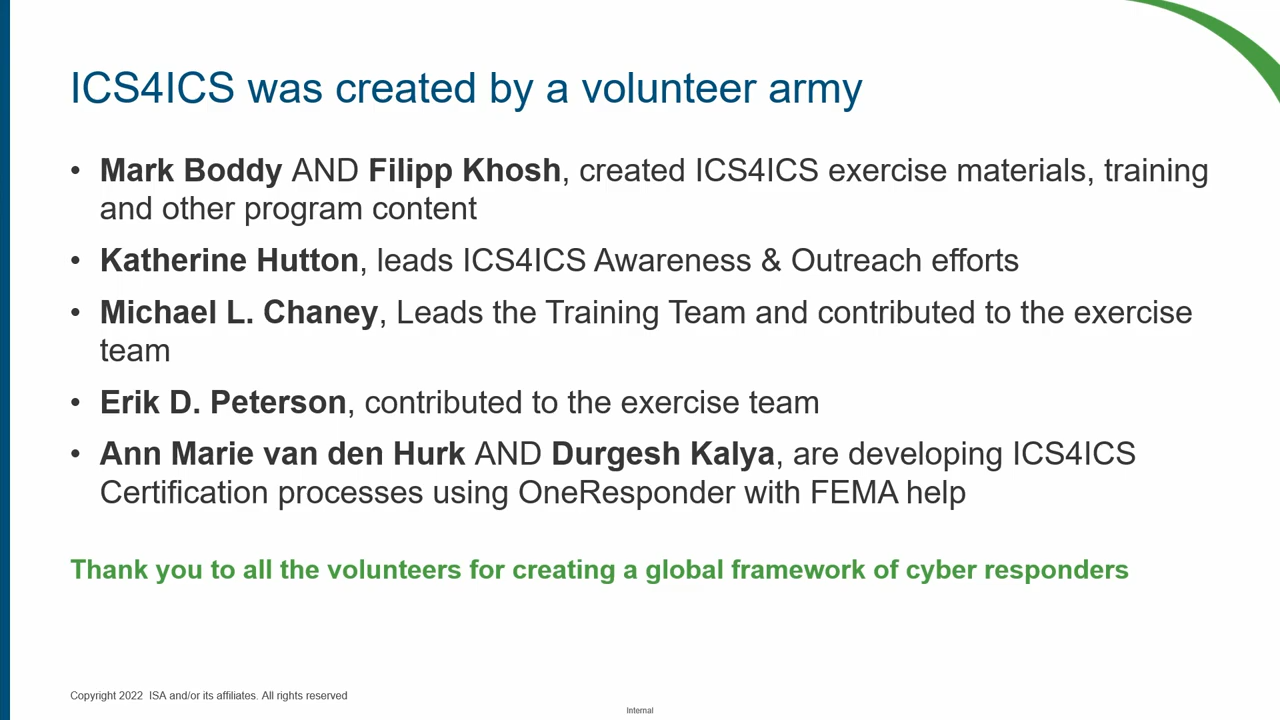 ICS4ICS was created by a volunteer army
• Mark Boddy AND Filipp Khosh, created ICS4ICS exercise materials, training
and other program content
• Katherine Hutton, leads ICS4ICS Awareness & Outreach efforts
• Michael L. Chaney, Leads the Training Team and contributed to the exercise
team
• Erik D. Peterson, contributed to the exercise team
• Ann Marie van den Hurk AND Durgesh Kalya, are developing ICS4ICS
Certification processes using OneResponder with FEMA help
Thank you to all the volunteers for creating a global framework of cyber responders
Copyright 2022 ISA and/or its affiliates. All rights reserved
Internal